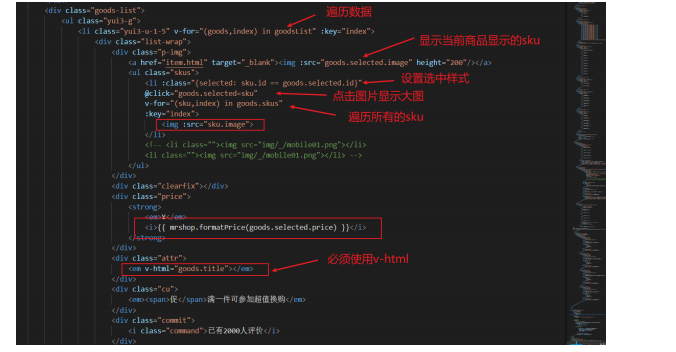 <div class="goods-list">
遍历数据
<ul class="yui3-g">
<li class="yui3-u-1-5" v-for="(goods,index) in goodsList" :key="index">
<div class="list-wrap">
显示当前商品显示的sku
<div class="p-img">
<a href="item.html" target="_blank"><img :src="goods.selected.image" height="200"/></a>
<ul class="skus">
<li :class="{selected: sku.id == goods.selected.id}"
设置选中样式
@click="goods.selected=sku"
点击图片显示大图
v-for="(sku,index) in goods.skus"
:key="index">
遍历所有的sku
<img :src="sku.image">
</li>
<!-- <li class=""><img src="img/_/mobile01.png"></li>
<li class=""><img src="img/_/mobile01.png"></li> -->
</ul>
</div>
<div class="clearfix"></div>
<div class="price">
<strong>
<em>¥</em>
<i>{{ mrshop.formatPrice(goods.selected.price) }}</i>
</strong>
</div>
<div class="attr">
必须使用v-html
<em v-html="goods.title"></em>
</div>
<div class="cu">
<em><span>促</span>满一件可参加超值换购</em>
</div>
<div class="commit">
<i class="command">已有2000人评价</i>
</div>